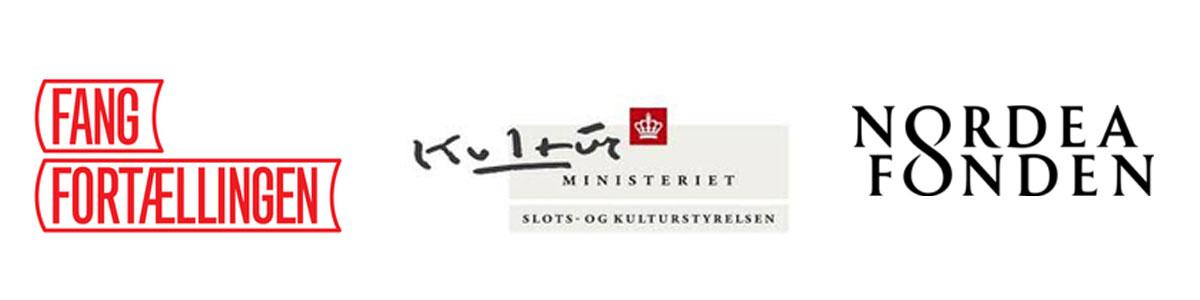 FANG
FORTÆLLINGEN
Kultur
MINISTERIET
SLOTS- OG KULTURSTYRELSEN
NORDEA
FONDEN